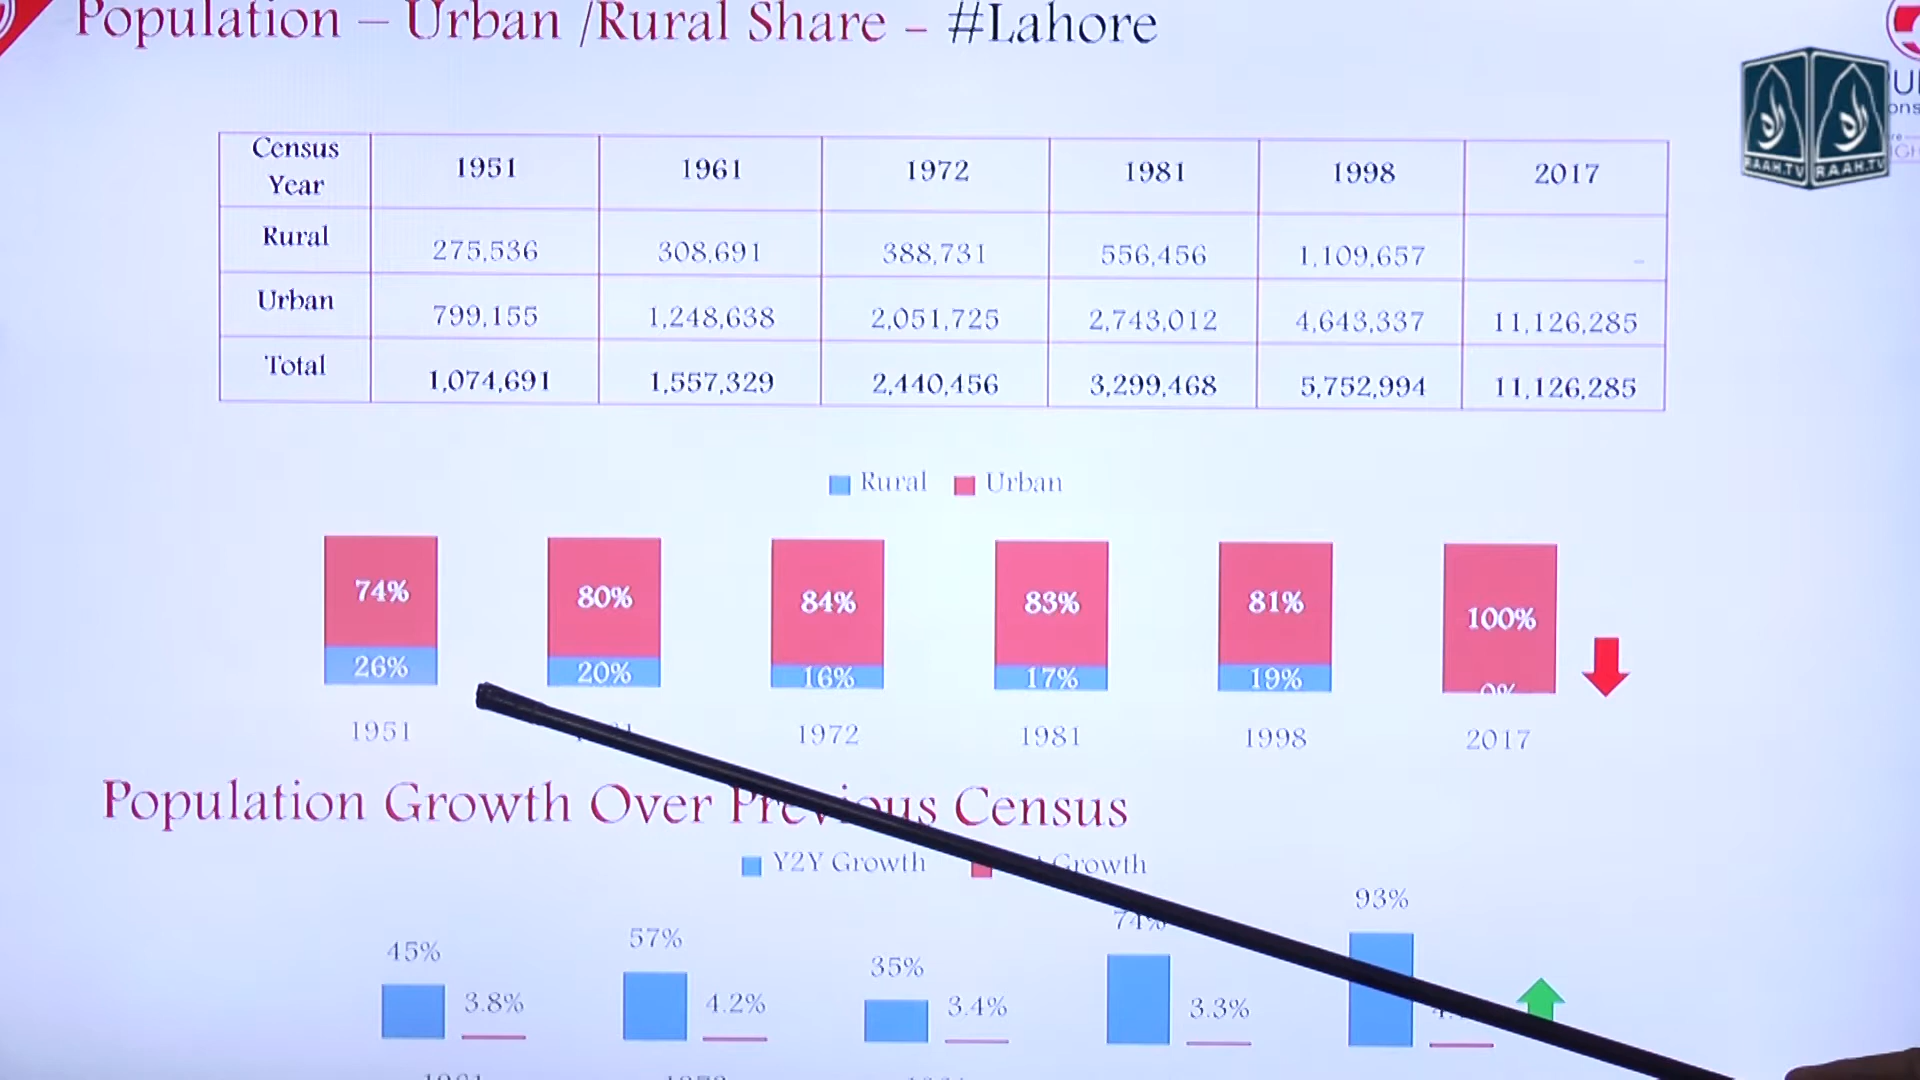 Population – Urban /Rural Share – #Lahore
Census Year 1951 1961 1972 1981 1998 2017
Rural 275,536 308,691 388,731 556,456 1,109,657 -
Urban 799,155 1,248,638 2,051,725 2,743,012 4,643,337 11,126,285
Total 1,074,691 1,557,329 2,440,456 3,299,468 5,752,994 11,126,285
Rural Urban
74% 80% 84% 83% 81% 100%
26% 20% 16% 17% 19% 0%
1951 1972 1981 1998 2017
Population Growth Over Previous Census
Y2Y Growth Growth
45% 57% 35% 74% 93%
3.8% 4.2% 3.4% 3.3%
راہ راہ
RAAH.TV RAAH.TV